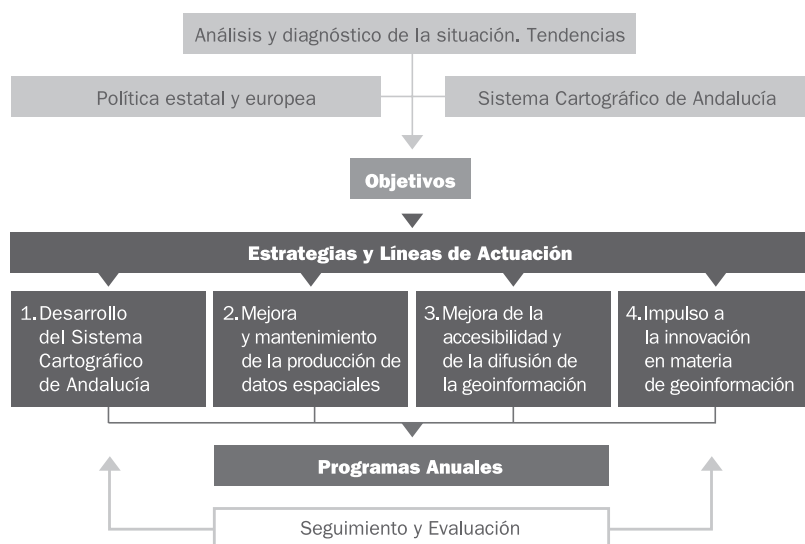 Análisis y diagnóstico de la situación. Tendencias
Política estatal y europea
Sistema Cartográfico de Andalucía
Objetivos
Estrategias y Líneas de Actuación
1. Desarrollo
del Sistema
Cartográfico
de Andalucía
2. Mejora
y mantenimiento
de la producción de
datos espaciales
3. Mejora de la
accesibilidad y
de la difusión de
la geoinformación
4. Impulso a
la innovación
en materia
de geoinformación
Programas Anuales
Seguimiento y Evaluación